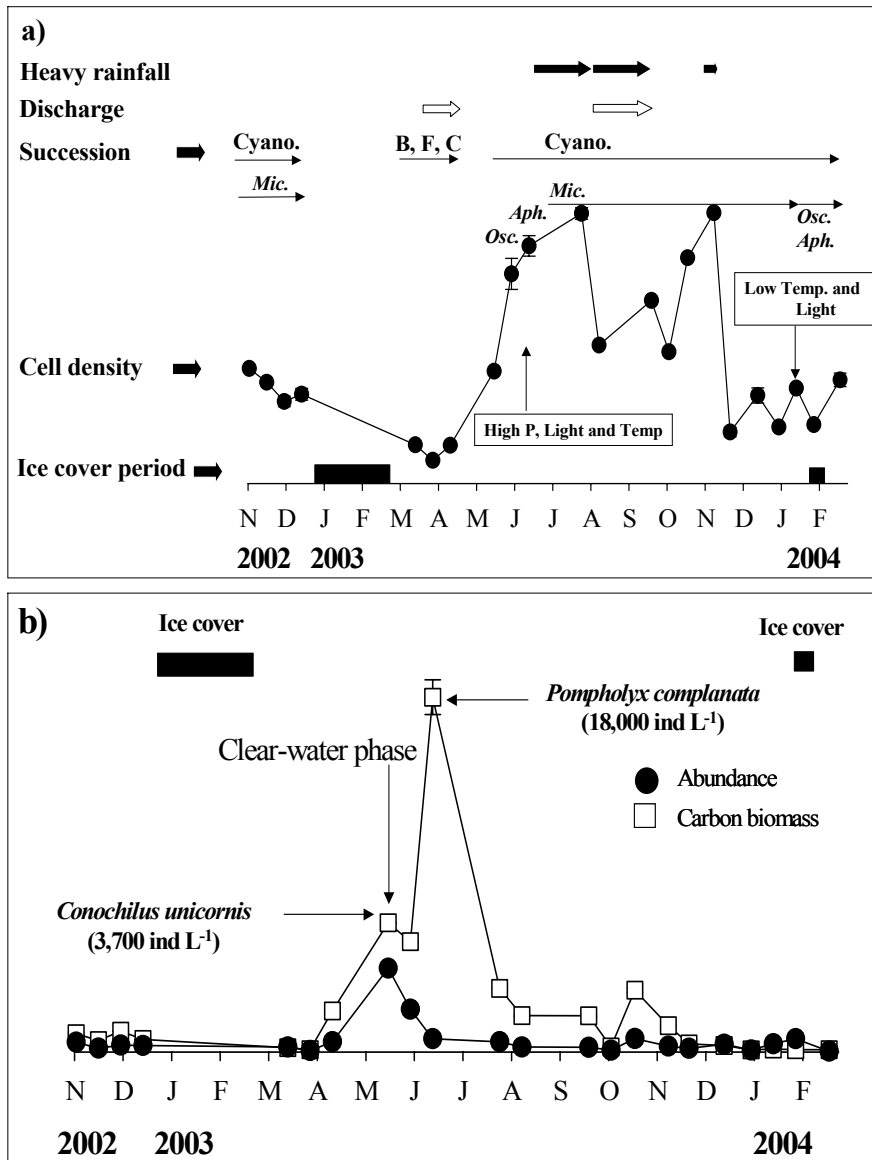 a)
Heavy rainfall
Discharge
Succession
Cyano.
B, F, C
Cyano.
Mic.
Mic.
Aph.
Osc.
Osc.
Aph.
Low Temp. and
Light
Cell density
High P, Light and Temp
Ice cover period
N D J F M A M J J A S O N D J F
2002 2003 2004
b)
Ice cover
Ice cover
Pompholyx complanata
(18,000 ind L-1)
Clear-water phase
Abundance
Carbon biomass
Conochilus unicornis
(3,700 ind L-1)
N D J F M A M J J A S O N D J F
2002 2003 2004